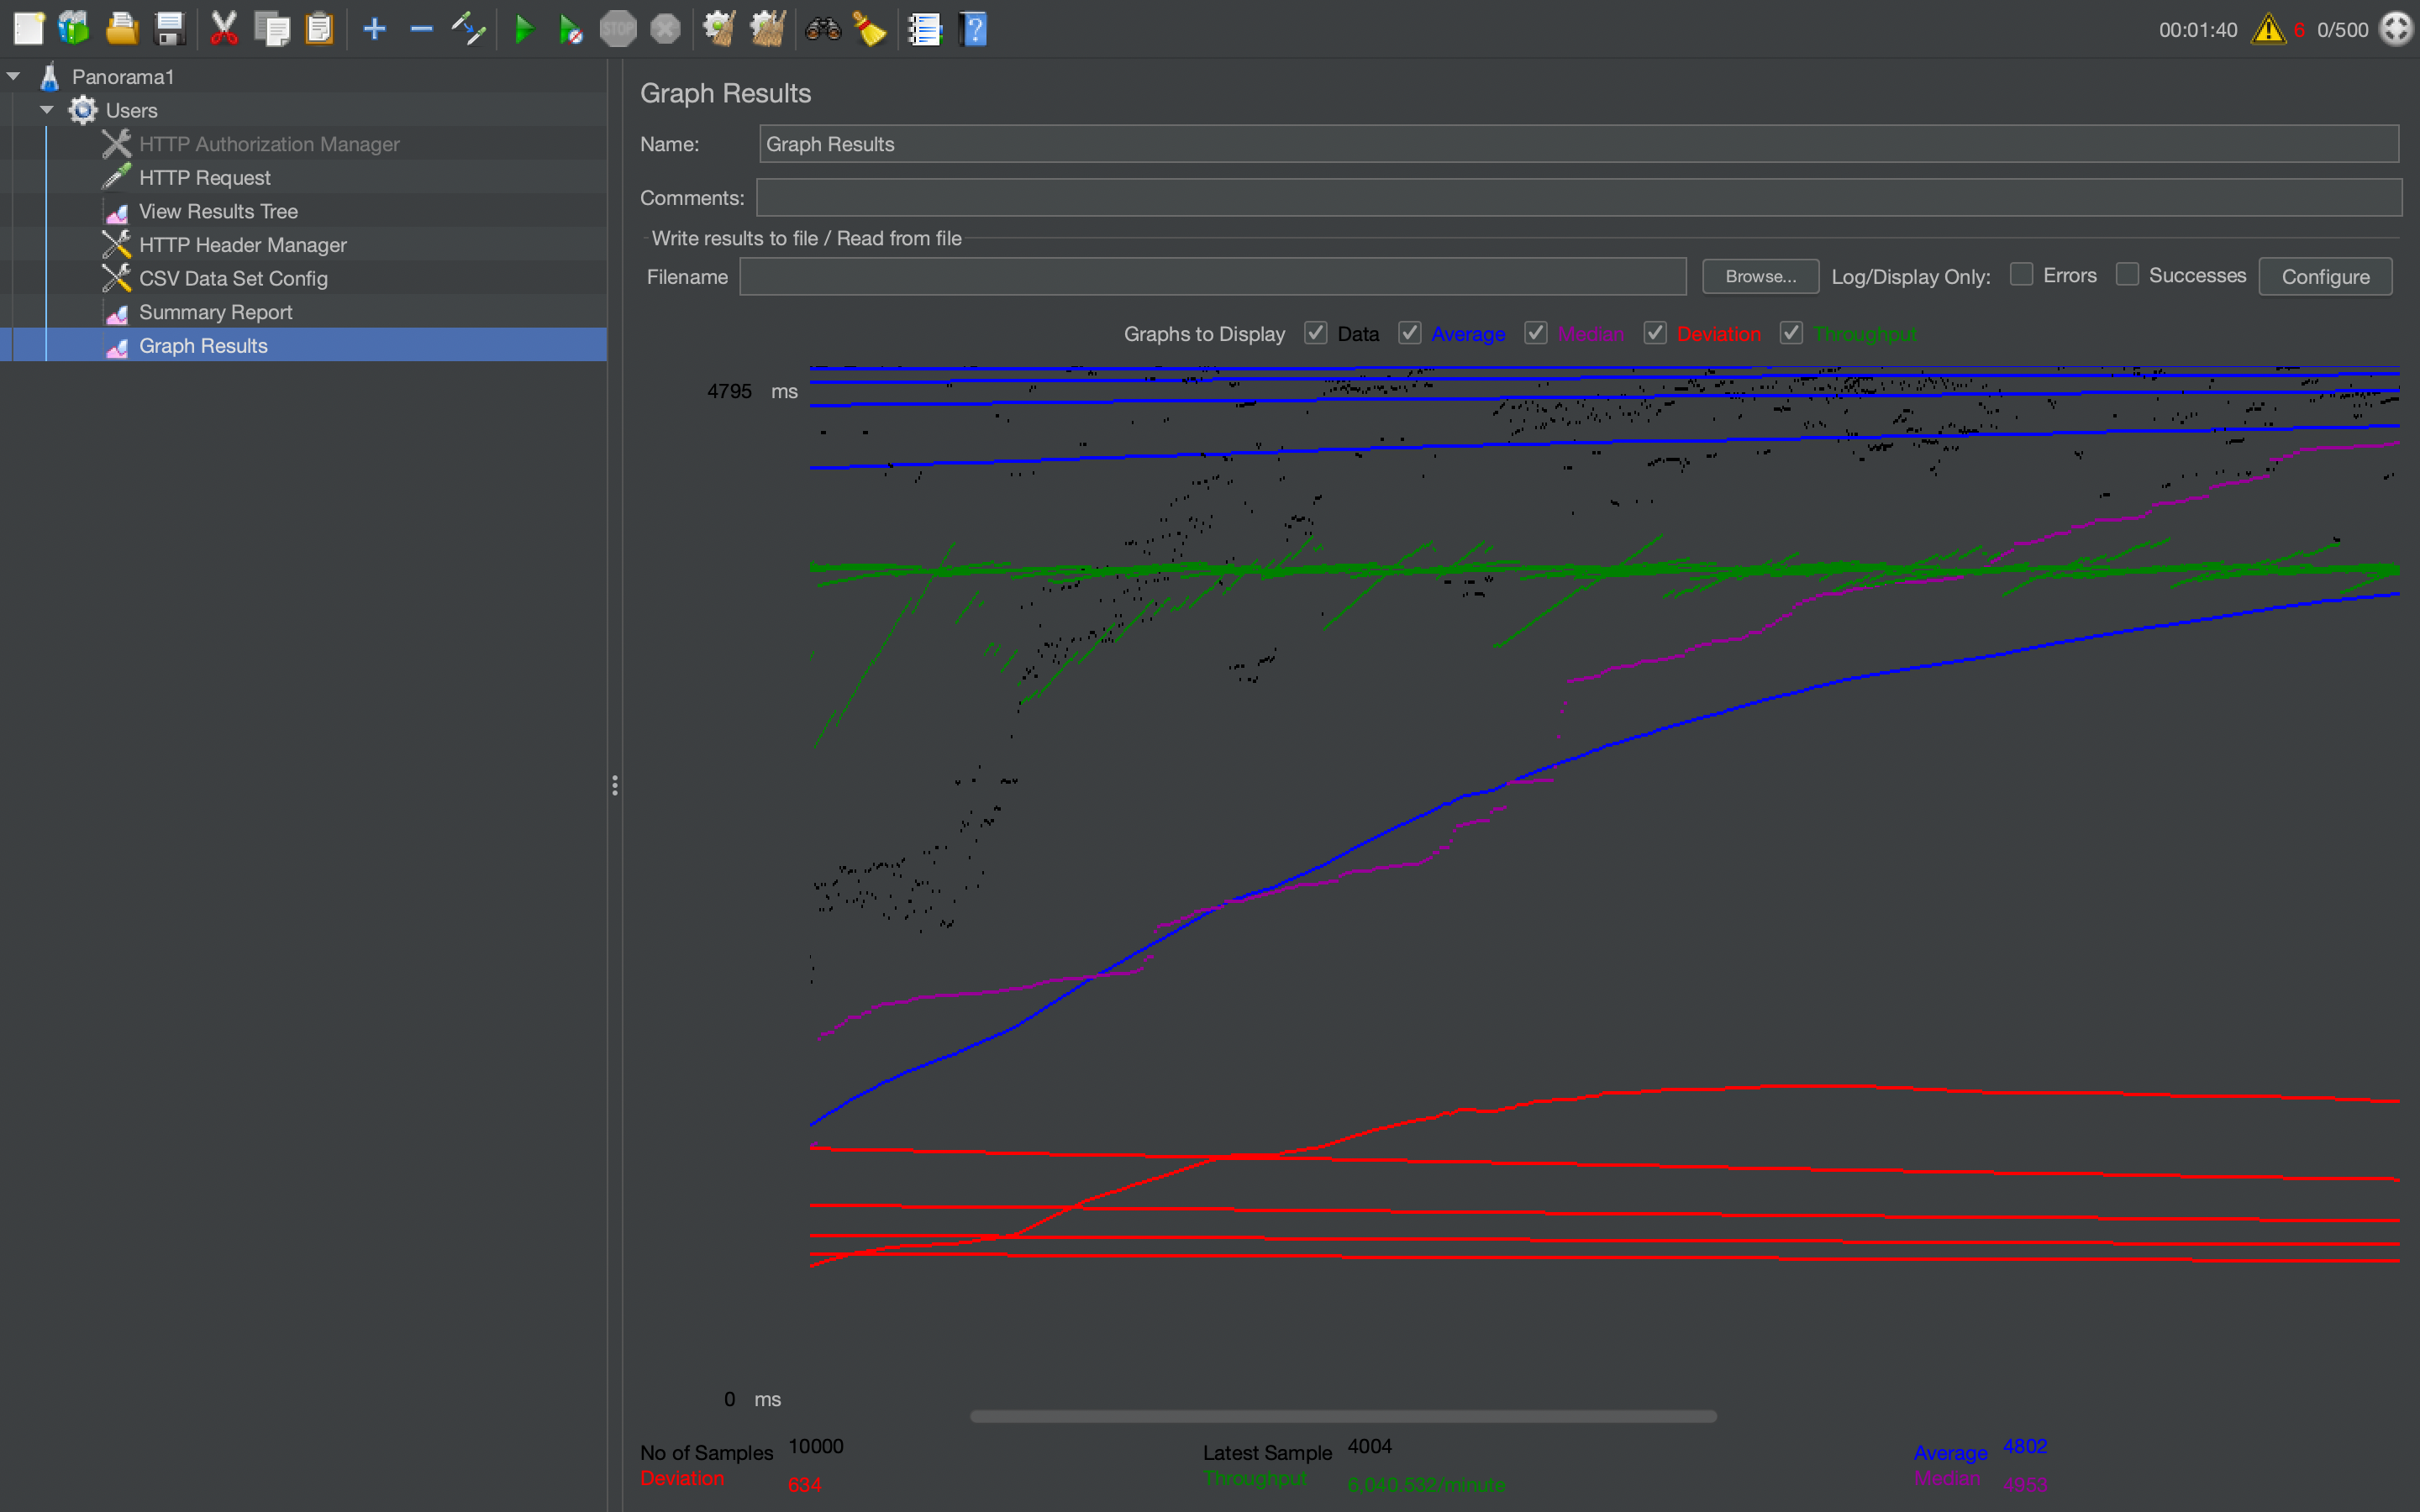 STOP
00:01:40 6 0/500
Panorama1
Users
HTTP Authorization Manager
HTTP Request
View Results Tree
HTTP Header Manager
CSV Data Set Config
Summary Report
Graph Results
Graph Results
Name: Graph Results
Comments:
Write results to file / Read from file
Filename Browse... Log/Display Only: Errors Successes Configure
Graphs to Display Data Average Median Deviation Throughput
4795 ms
0 ms
No of Samples 10000 Latest Sample 4004 Average 4802
Deviation 634 Throughput 6,040.532/minute Median 4953